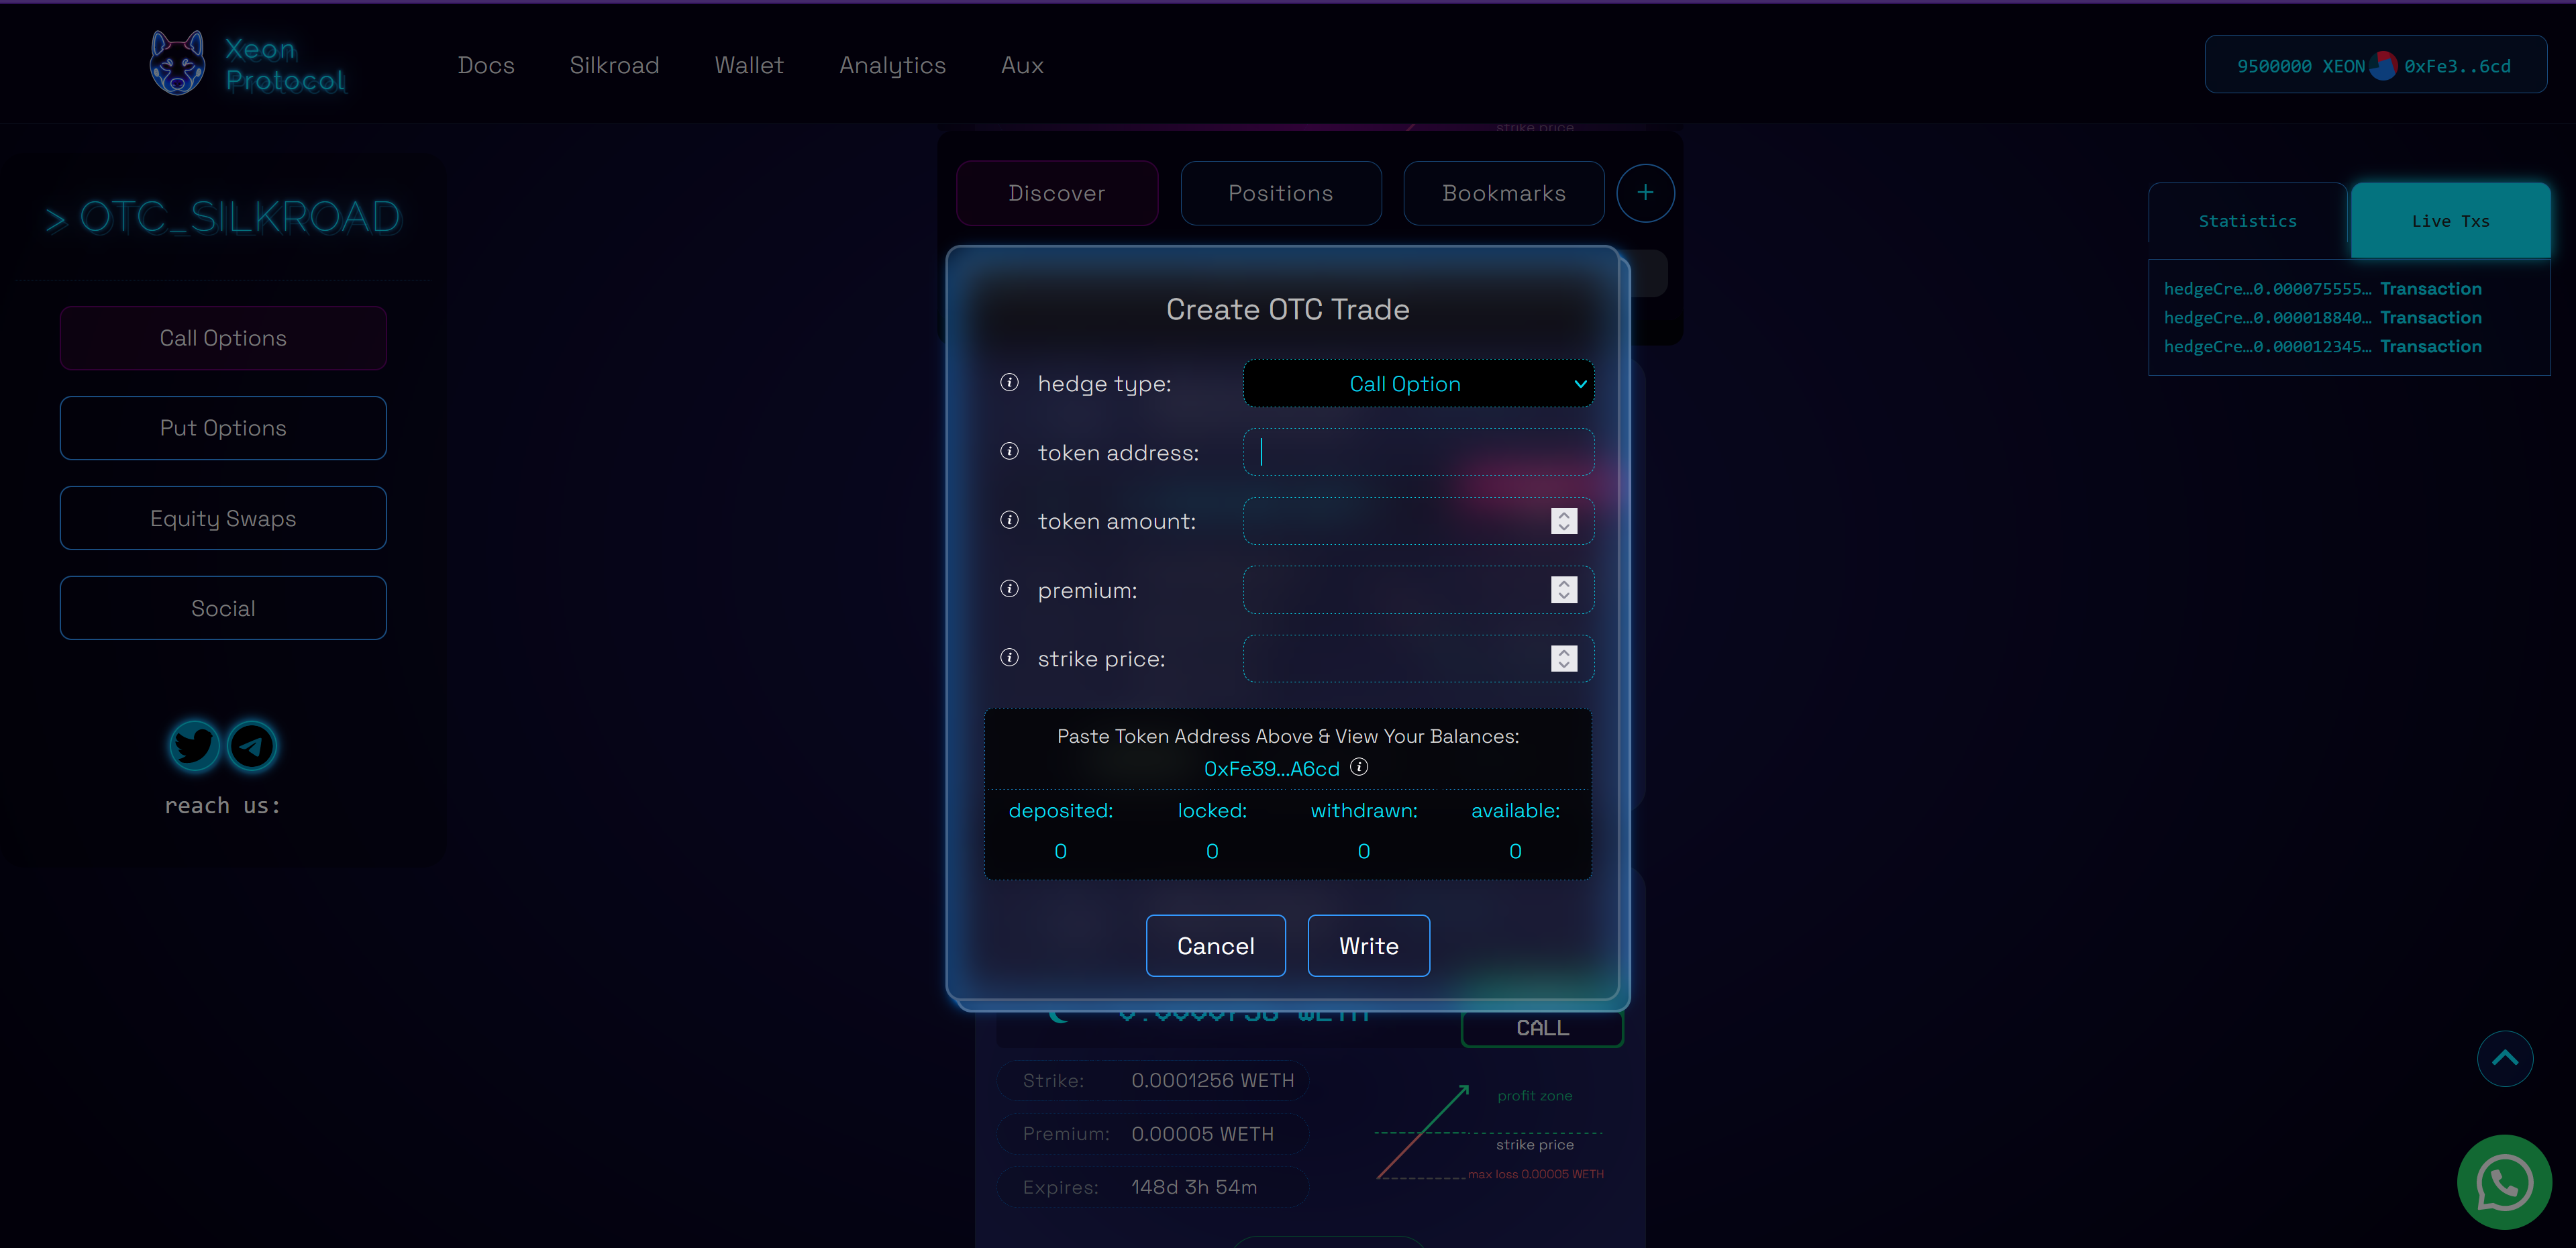 Xeon
Protocol
Docs
Silkroad
Wallet
Analytics
Aux
9500000 XEON 0xFe3..6cd
> OTC_SILKROAD
Call Options
Put Options
Equity Swaps
Social
reach us:
strike price
Discover
Positions
Bookmarks
+
Create OTC Trade
hedge type:
Call Option
token address:
token amount:
premium:
strike price:
Paste Token Address Above & View Your Balances:
0xFe39...A6cd
deposited: locked: withdrawn: available:
0 0 0 0
Cancel
Write
WETH
CALL
Strike: 0.0001256 WETH
Premium: 0.00005 WETH
Expires: 148d 3h 54m
profit zone
strike price
max loss 0.00005 WETH
Statistics
Live Txs
hedgeCre…0.000075555… Transaction
hedgeCre…0.000018840… Transaction
hedgeCre…0.000012345… Transaction